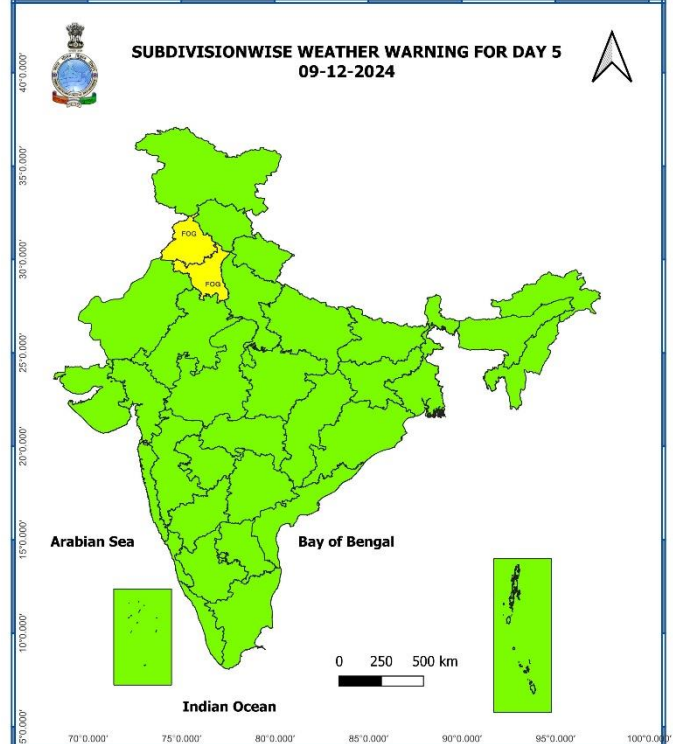 SUBDIVISIONWISE WEATHER WARNING FOR DAY 5
09-12-2024
40°0.000'
35°0.000'
30°0.000'
25°0.000'
20°0.000'
15°0.000'
10°0.000'
5°0.000'
FOG
FOG
Arabian Sea
Bay of Bengal
0 250 500 km
Indian Ocean
70°0.000' 75°0.000' 80°0.000' 85°0.000' 90°0.000' 95°0.000' 100°0.000'